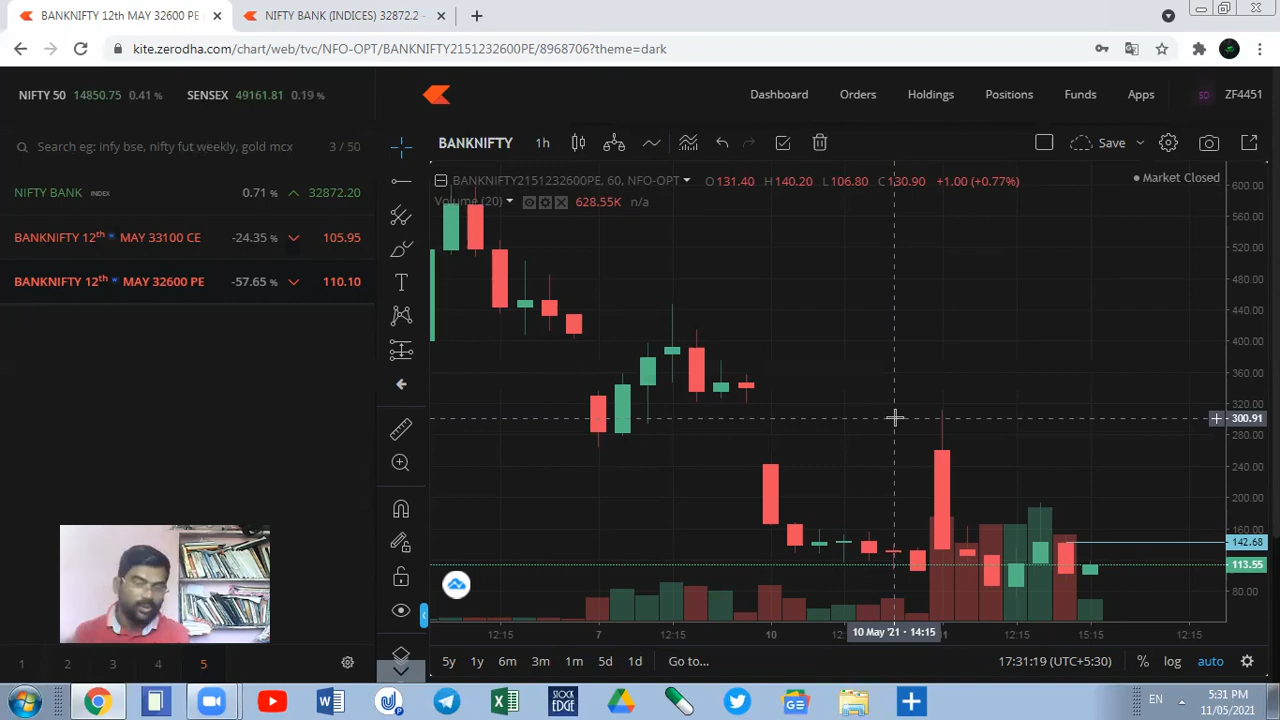 BANKNIFTY 12th MAY 32600 PE
NIFTY BANK (INDICES) 32872.2 -
kite.zerodha.com/chart/web/tvc/NFO-OPT/BANKNIFTY2151232600PE/8968706?theme=dark
NIFTY 50 14850.75 0.41 % SENSEX 49161.81 0.19 %
Dashboard Orders Holdings Positions Funds Apps SD ZF4451
Search eg: infy bse, nifty fut weekly, gold mcx 3 / 50
BANKNIFTY 1h Save
NIFTY BANK INDEX 0.71 % 32872.20
BANKNIFTY 12th w MAY 33100 CE -24.35 % 105.95
BANKNIFTY 12th w MAY 32600 PE -57.65 % 110.10
BANKNIFTY2151232600PE, 60, NFO-OPT O 131.40 H 140.20 L 106.80 C 130.90 +1.00 (+0.77%)
Market Closed
Volume (20) 628.55K n/a
600.00
560.00
520.00
480.00
440.00
400.00
360.00
320.00
300.91
280.00
240.00
200.00
160.00
142.68
113.55
80.00
12:15 7 12:15 10 10 May '21 - 14:15 12:15 15:15 12:15
5y 1y 6m 3m 1m 5d 1d Go to... 17:31:19 (UTC+5:30) % log auto
1 2 3 4 5
STOCK EDGE
EN
5:31 PM
11/05/2021